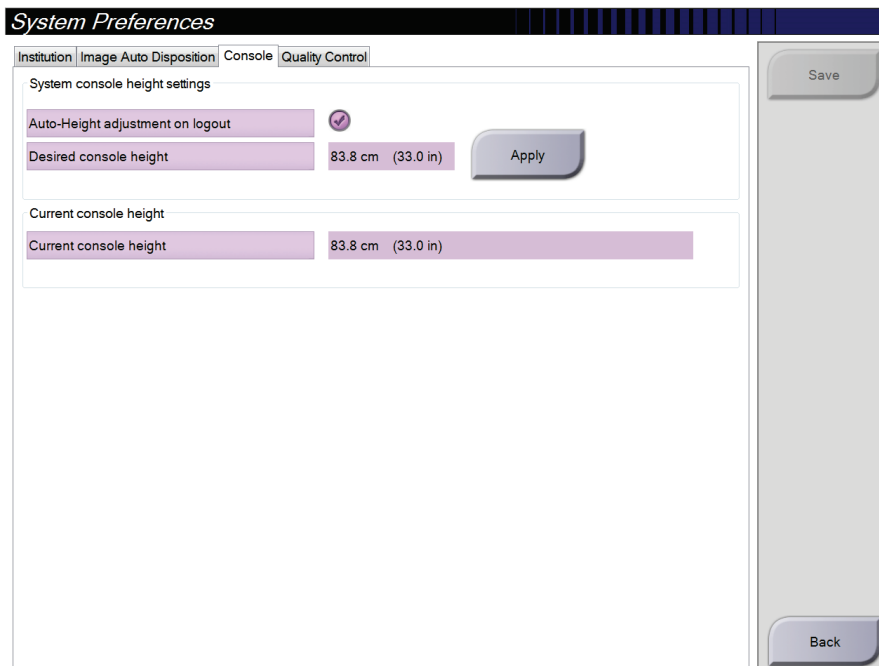 System Preferences
Institution Image Auto Disposition Console Quality Control
Save
System console height settings
Auto-Height adjustment on logout
Desired console height 83.8 cm (33.0 in) Apply
Current console height
Current console height 83.8 cm (33.0 in)
Back